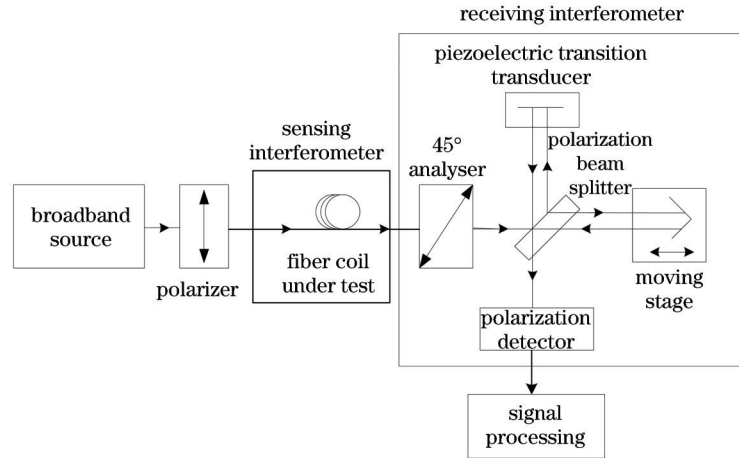 receiving interferometer
piezoelectric transition
transducer
sensing
interferometer
45°
analyser
polarization
beam
splitter
broadband
source
polarizer
fiber coil
under test
moving
stage
polarization
detector
signal
processing